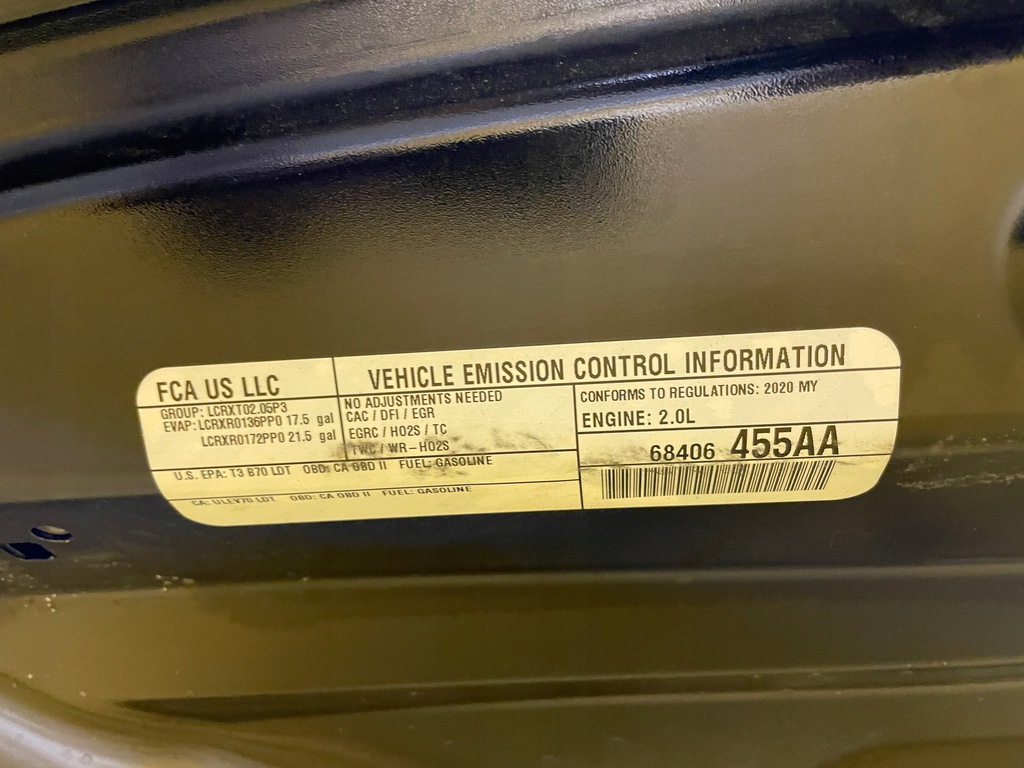 FCA US LLC
VEHICLE EMISSION CONTROL INFORMATION
GROUP: LCRXT02.05P3
EVAP: LCRXR0136PP0 17.5 gal
LCRXR0172PP0 21.5 gal
NO ADJUSTMENTS NEEDED
CAC / DFI / EGR
EGRC / HO2S / TC
TWC / WR-HO2S
CONFORMS TO REGULATIONS: 2020 MY
ENGINE: 2.0L
68406 455AA
U.S. EPA: T3 B70 LDT OBD: CA OBD II FUEL: GASOLINE
CA: ULEV70 LDT OBD: CA OBD II FUEL: GASOLINE